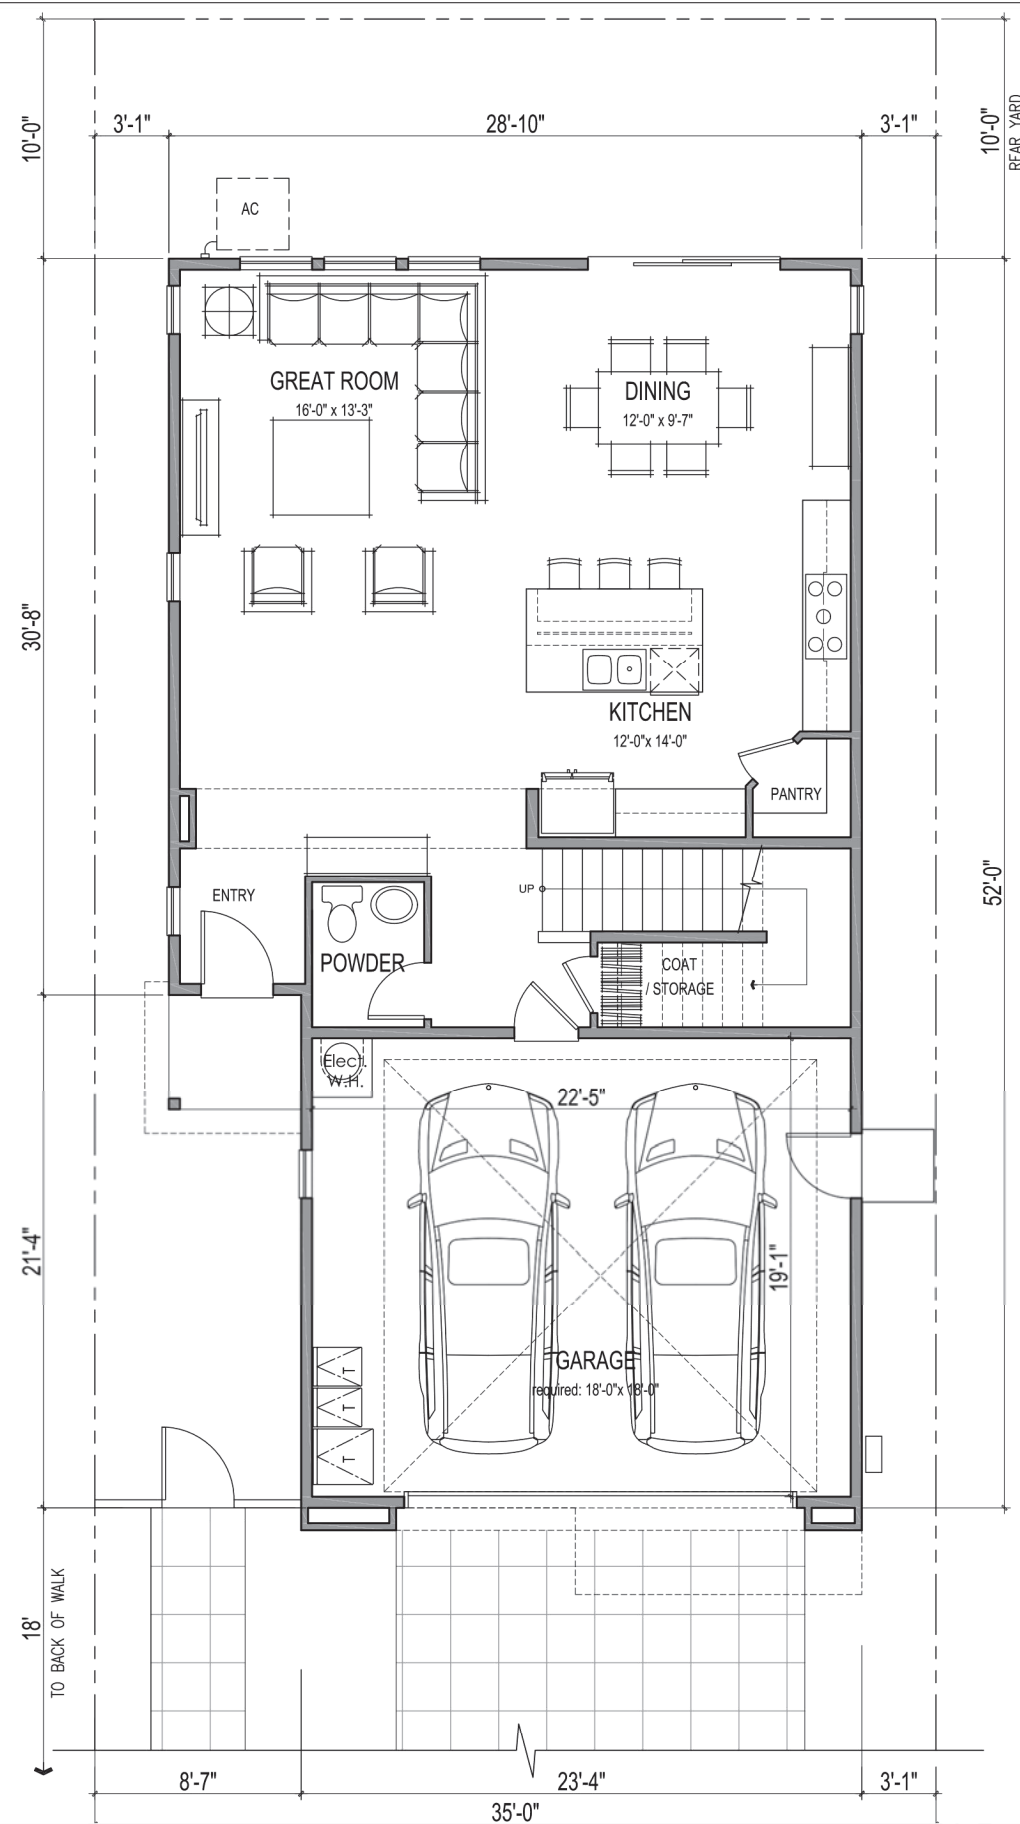 10'-0"
3'-1"
28'-10"
3'-1"
10'-0"
REAR YARD
AC
GREAT ROOM
16'-0" x 13'-3"
DINING
12'-0" x 9'-7"
30'-8"
KITCHEN
12'-0"x 14'-0"
PANTRY
ENTRY
UP
52'-0"
POWDER
COAT
/ STORAGE
Elect.
W.H.
22'-5"
21'-4"
19'-1"
GARAGE
required: 18'-0"x 18'-0"
T
T
T
18'
TO BACK OF WALK
8'-7"
23'-4"
3'-1"
35'-0"